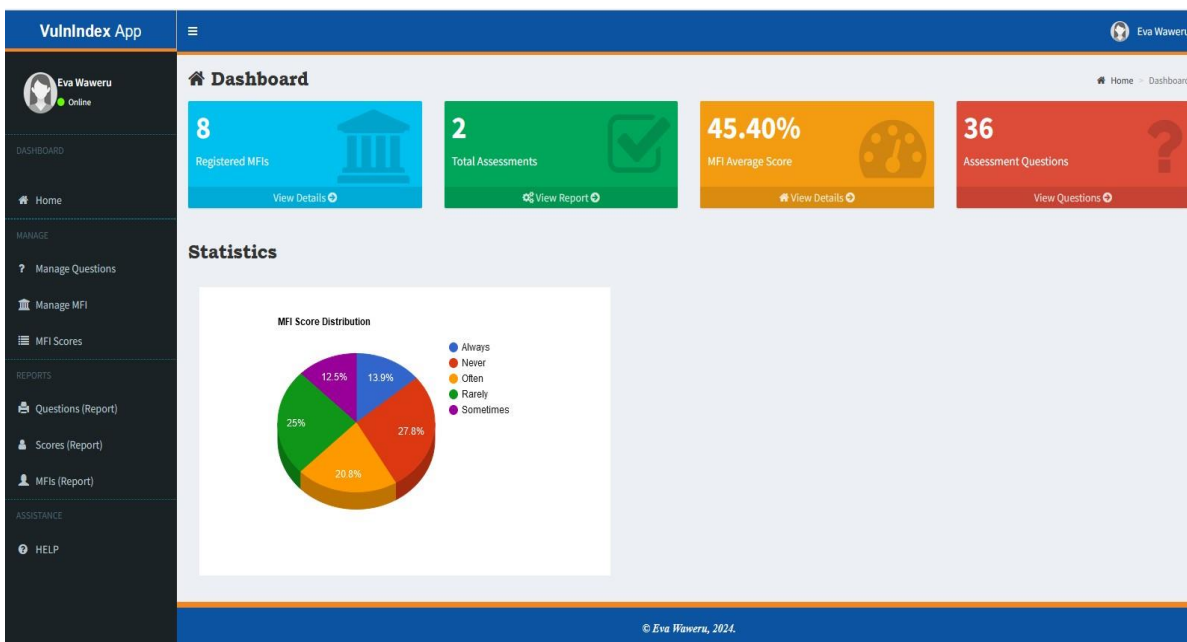 VulnIndex App
Eva Waweru
Eva Waweru
Online
Dashboard
Home > Dashboard
8
Registered MFIs
View Details
2
Total Assessments
View Report
45.40%
MFI Average Score
View Details
36
Assessment Questions
View Questions
DASHBOARD
Home
MANAGE
? Manage Questions
Manage MFI
MFI Scores
REPORTS
Questions (Report)
Scores (Report)
MFIs (Report)
ASSISTANCE
HELP
Statistics
MFI Score Distribution
12.5% 13.9%
25% 27.8%
20.8%
Always
Never
Often
Rarely
Sometimes
© Eva Waweru, 2024.